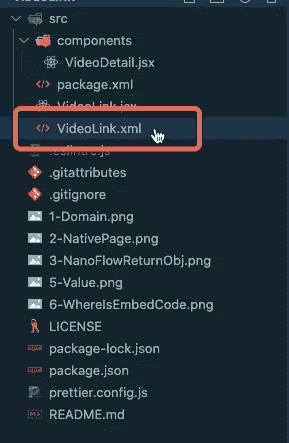 src
components
VideoDetail.jsx
package.xml
VideoLink.jsx
VideoLink.xml
.eslintrc.js
.gitattributes
.gitignore
1-Domain.png
2-NativePage.png
3-NanoFlowReturnObj.png
5-Value.png
6-WhereIsEmbedCode.png
LICENSE
package-lock.json
package.json
prettier.config.js
README.md